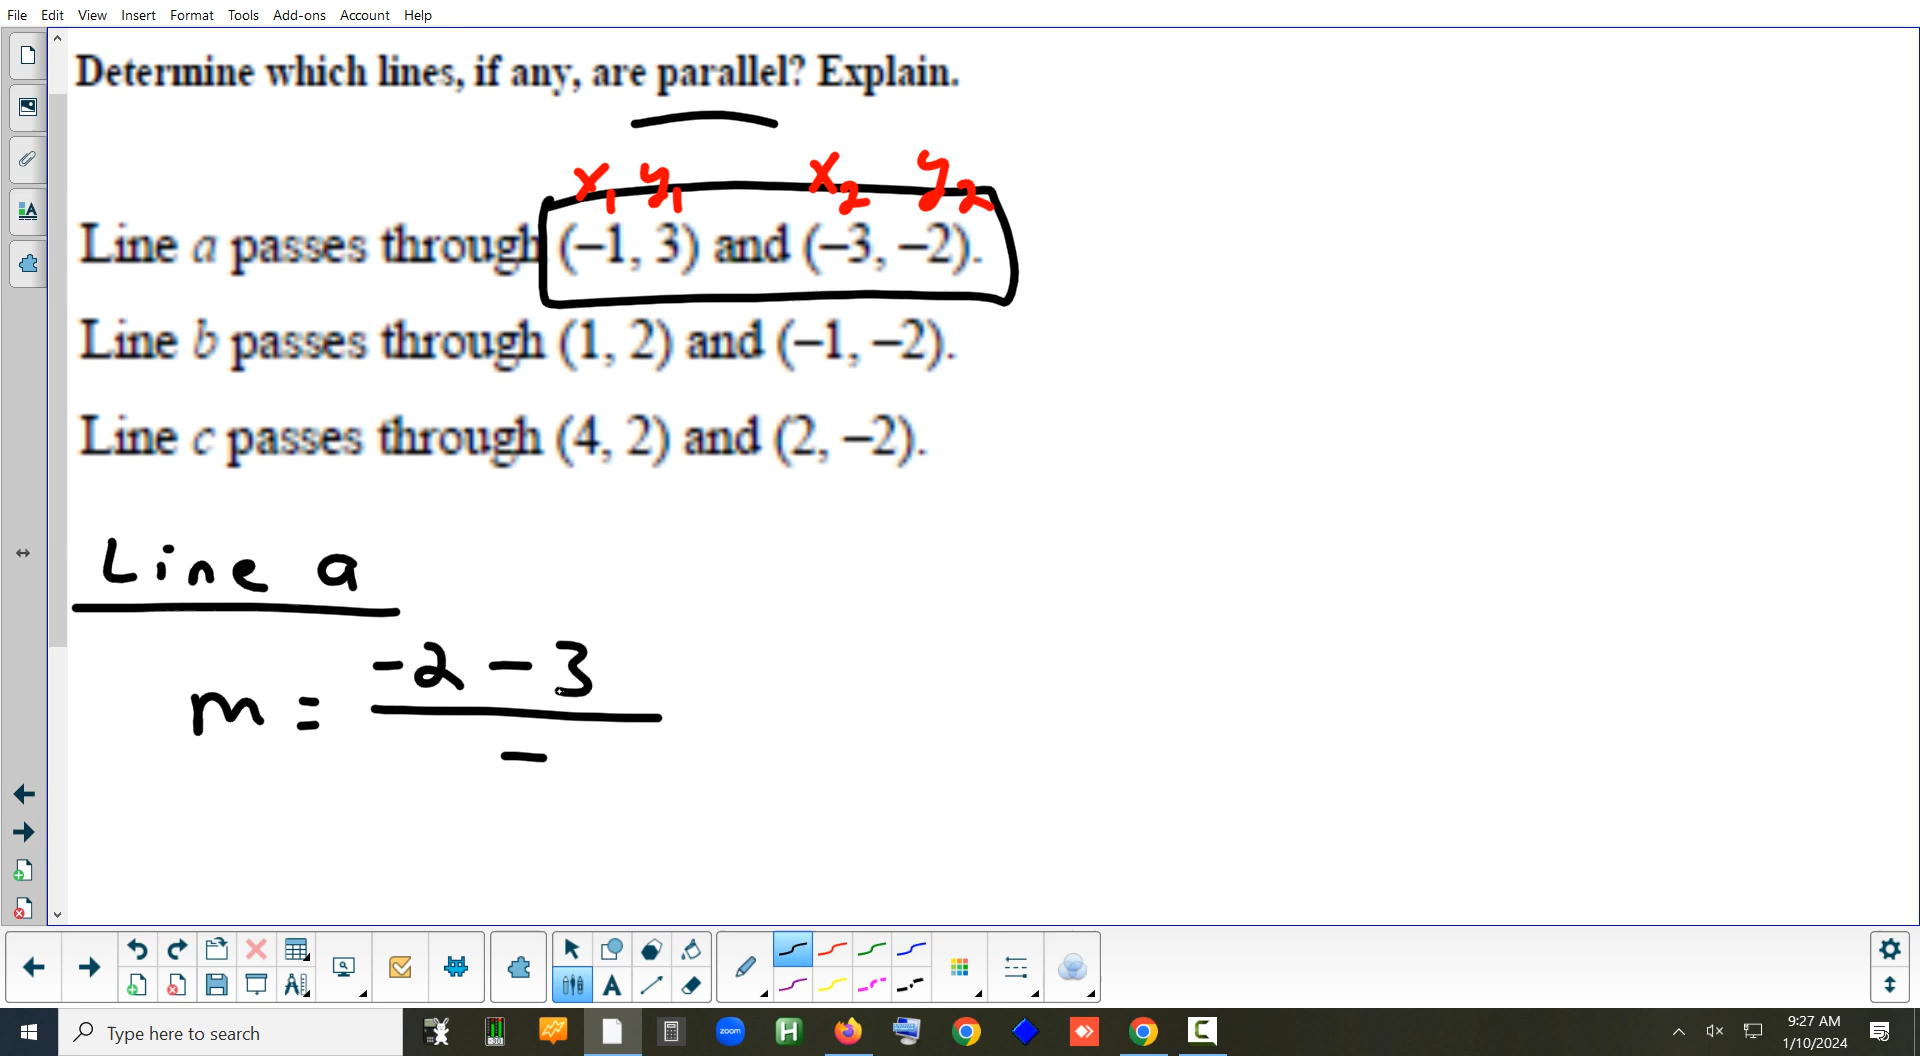 File Edit View Insert Format Tools Add-ons Account Help
Determine which lines, if any, are parallel? Explain.
x1 y1 x2 y2
Line a passes through (–1, 3) and (–3, –2).
Line b passes through (1, 2) and (–1, –2).
Line c passes through (4, 2) and (2, –2).
Line a
-2 - 3
m =
-
Type here to search
zoom
9:27 AM
1/10/2024